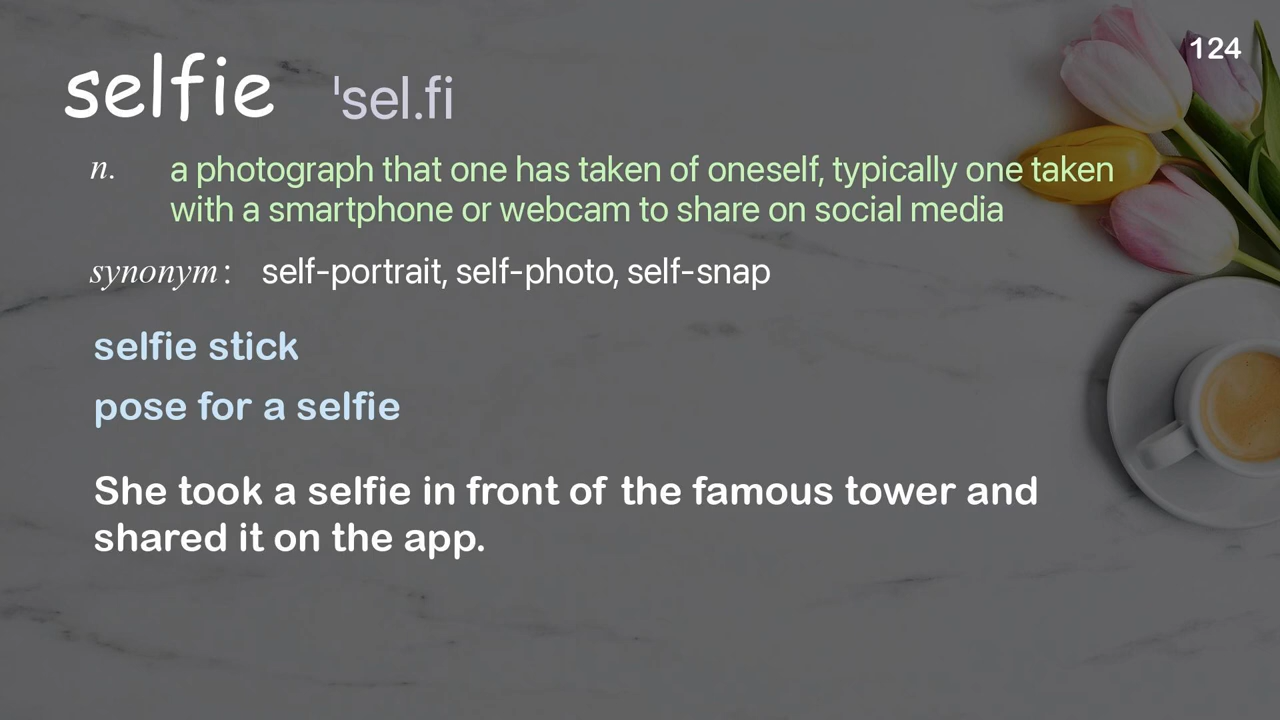 124
selfie ˈsel.fi
n. a photograph that one has taken of oneself, typically one taken
with a smartphone or webcam to share on social media
synonym: self-portrait, self-photo, self-snap
selfie stick
pose for a selfie
She took a selfie in front of the famous tower and
shared it on the app.